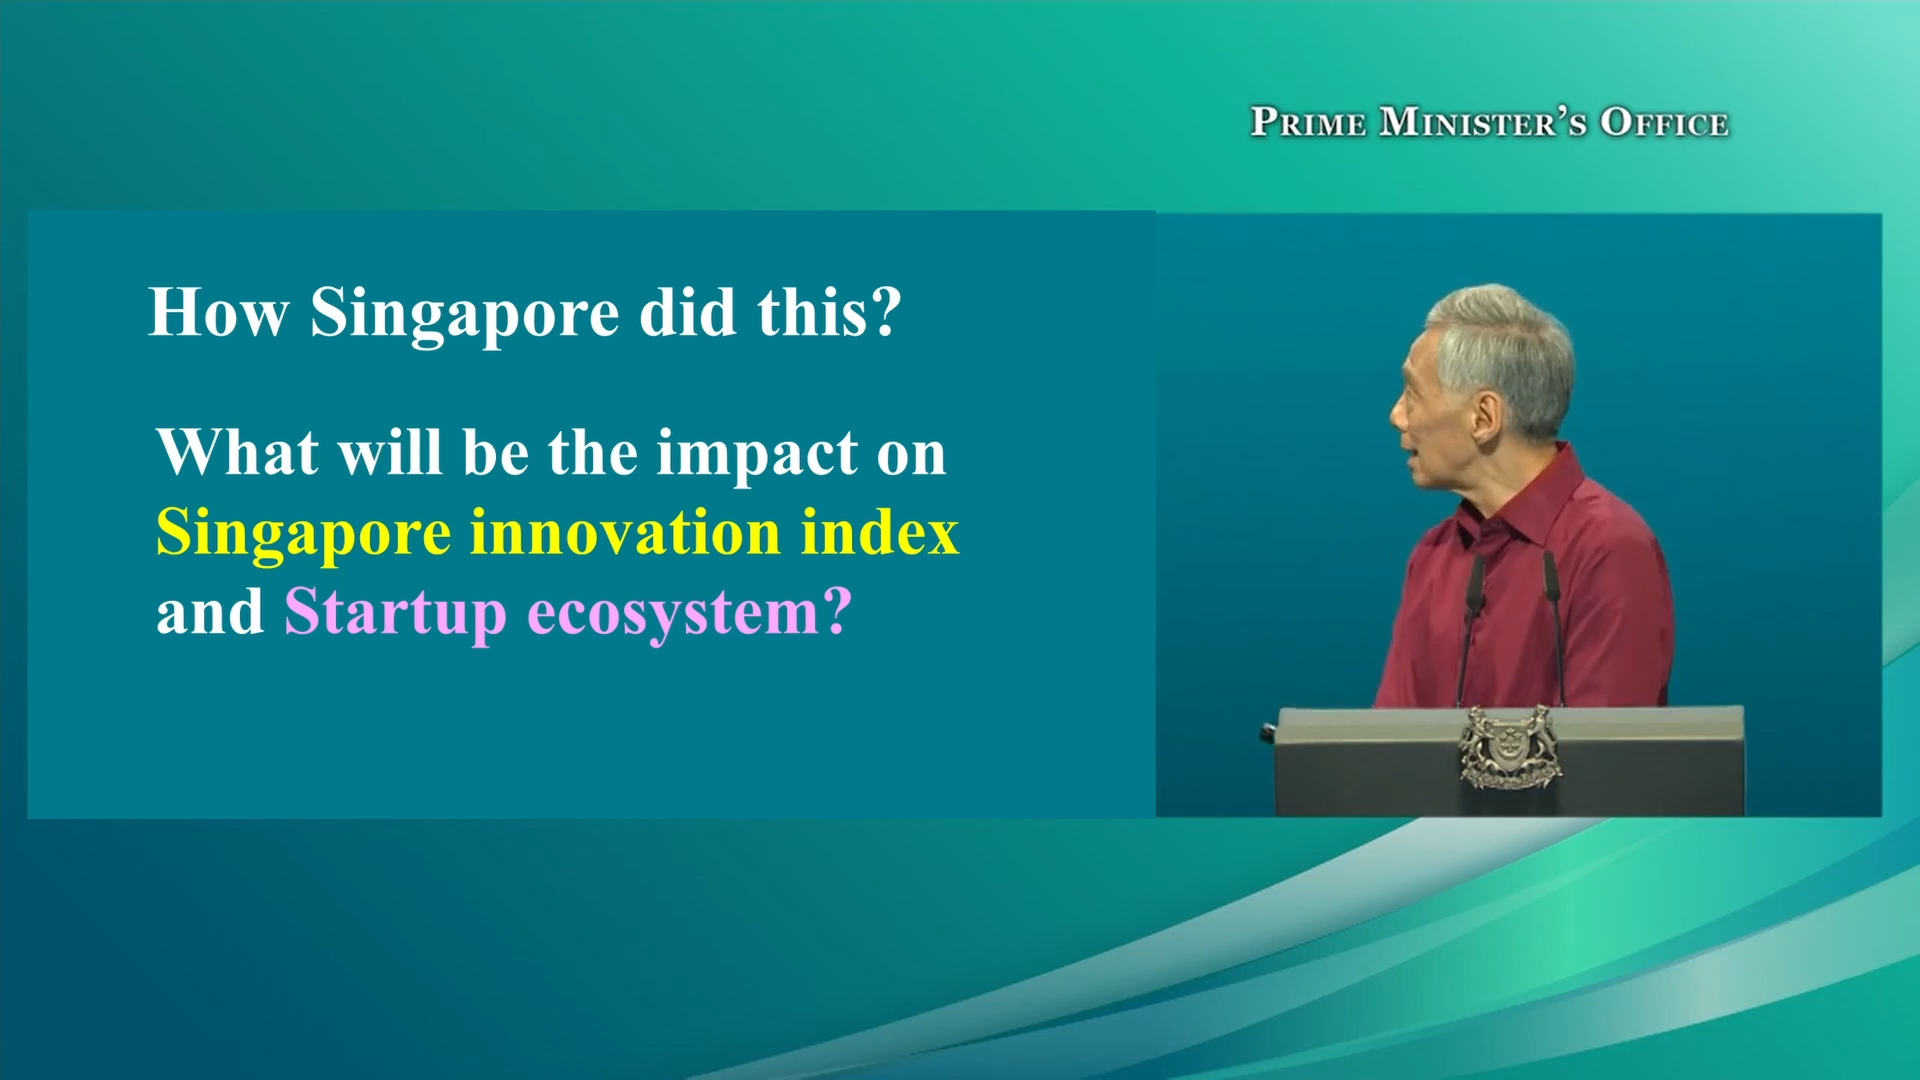 PRIME MINISTER'S OFFICE
How Singapore did this?
What will be the impact on
Singapore innovation index
and Startup ecosystem?